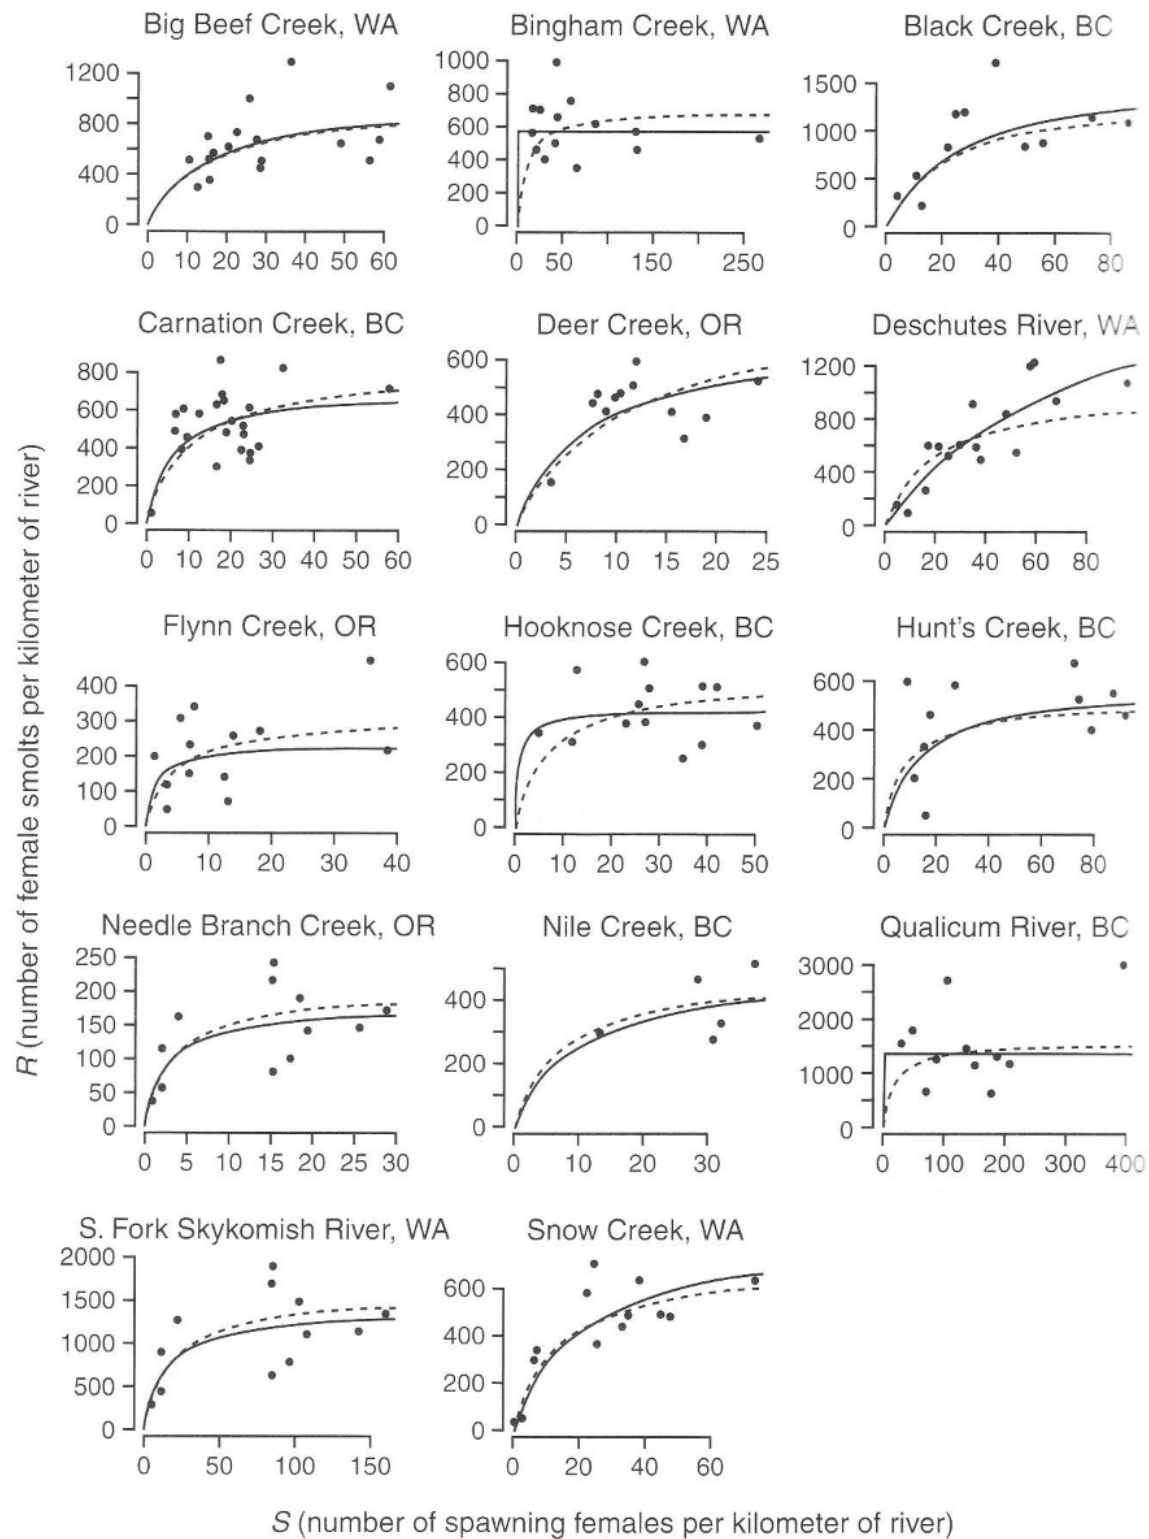 Big Beef Creek, WA
Bingham Creek, WA
Black Creek, BC
1200
800
400
0
0 10 20 30 40 50 60
1000
800
600
400
200
0
0 50 150 250
1500
1000
500
0
0 20 40 60 80
Carnation Creek, BC
Deer Creek, OR
Deschutes River, WA
800
600
400
200
0
0 10 20 30 40 50 60
600
400
200
0
0 5 10 15 20 25
1200
800
400
0
0 20 40 60 80
R (number of female smolts per kilometer of river)
Flynn Creek, OR
Hooknose Creek, BC
Hunt's Creek, BC
400
300
200
100
0
0 10 20 30 40
600
400
200
0
0 10 20 30 40 50
600
400
200
0
0 20 40 60 80
Needle Branch Creek, OR
Nile Creek, BC
Qualicum River, BC
250
200
150
100
50
0
0 5 10 15 20 25 30
400
200
0
0 10 20 30
3000
2000
1000
0
0 100 200 300 400
S. Fork Skykomish River, WA
Snow Creek, WA
2000
1500
1000
500
0
0 50 100 150
600
400
200
0
0 20 40 60
S (number of spawning females per kilometer of river)